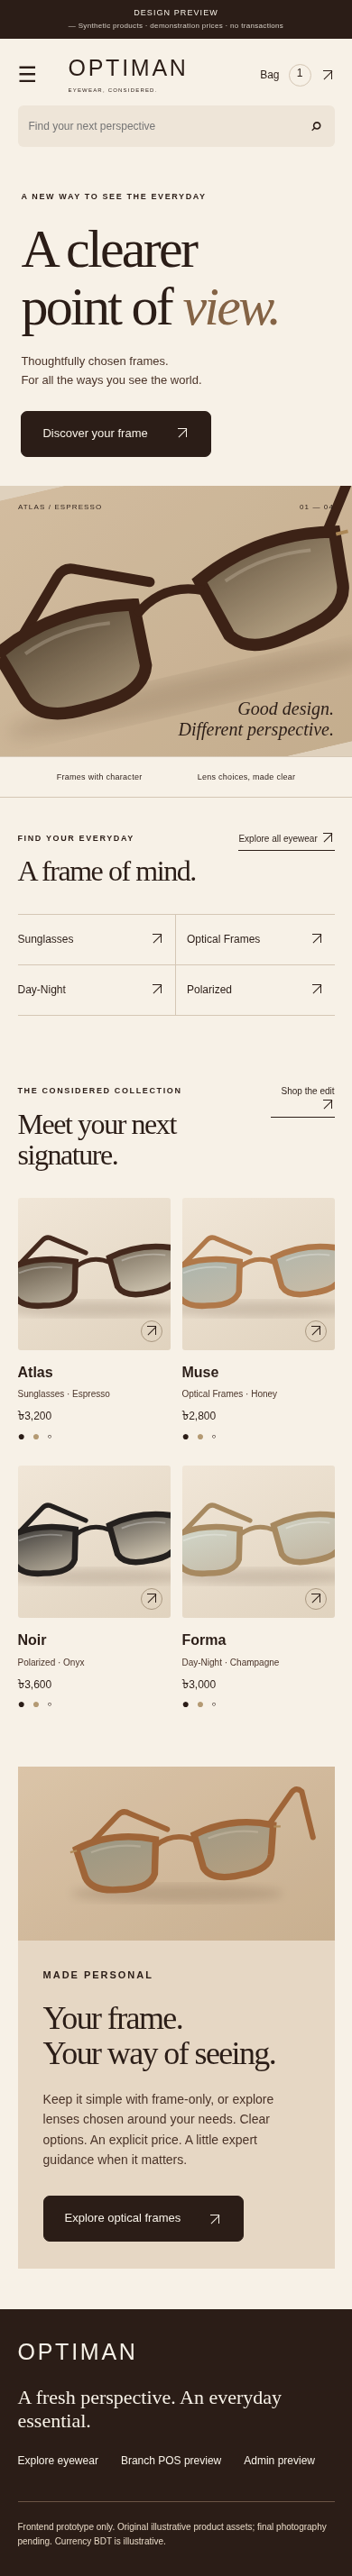 DESIGN PREVIEW
— Synthetic products · demonstration prices · no transactions
OPTIMAN
EYEWEAR, CONSIDERED.
Bag 1
Find your next perspective
A NEW WAY TO SEE THE EVERYDAY
A clearer
point of view.
Thoughtfully chosen frames.
For all the ways you see the world.
Discover your frame
ATLAS / ESPRESSO
01 — 04
Good design.
Different perspective.
Frames with character
Lens choices, made clear
FIND YOUR EVERYDAY
Explore all eyewear
A frame of mind.
Sunglasses
Optical Frames
Day-Night
Polarized
THE CONSIDERED COLLECTION
Shop the edit
Meet your next
signature.
Atlas
Sunglasses · Espresso
৳3,200
Muse
Optical Frames · Honey
৳2,800
Noir
Polarized · Onyx
৳3,600
Forma
Day-Night · Champagne
৳3,000
MADE PERSONAL
Your frame.
Your way of seeing.
Keep it simple with frame-only, or explore
lenses chosen around your needs. Clear
options. An explicit price. A little expert
guidance when it matters.
Explore optical frames
OPTIMAN
A fresh perspective. An everyday
essential.
Explore eyewear
Branch POS preview
Admin preview
Frontend prototype only. Original illustrative product assets; final photography
pending. Currency BDT is illustrative.